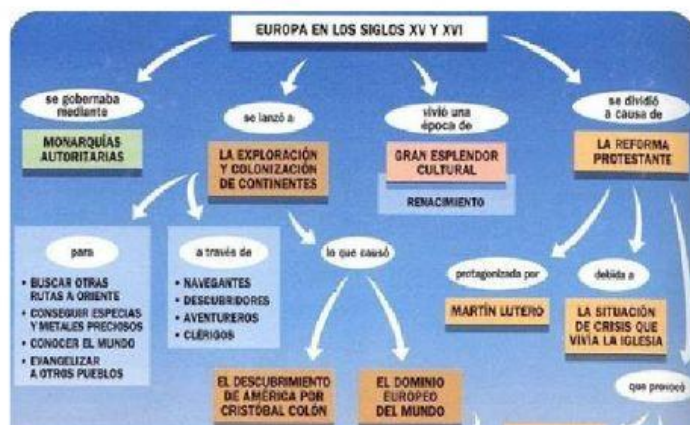 EUROPA EN LOS SIGLOS XV Y XVI
se gobernaba
mediante
MONARQUÍAS
AUTORITARIAS
se lanzó a
LA EXPLORACIÓN
Y COLONIZACIÓN
DE CONTINENTES
vivió una
época de
GRAN ESPLENDOR
CULTURAL
RENACIMIENTO
se dividió
a causa de
LA REFORMA
PROTESTANTE
para
• BUSCAR OTRAS
RUTAS A ORIENTE
• CONSEGUIR ESPECIAS
Y METALES PRECIOSOS
• CONOCER EL MUNDO
• EVANGELIZAR
A OTROS PUEBLOS
a través de
• NAVEGANTES
• DESCUBRIDORES
• AVENTUREROS
• CLÉRIGOS
lo que causó
EL DESCUBRIMIENTO
DE AMÉRICA POR
CRISTÓBAL COLÓN
EL DOMINIO
EUROPEO
DEL MUNDO
protagonizada por
MARTÍN LUTERO
debida a
LA SITUACIÓN
DE CRISIS QUE
VIVÍA LA IGLESIA
que provocó